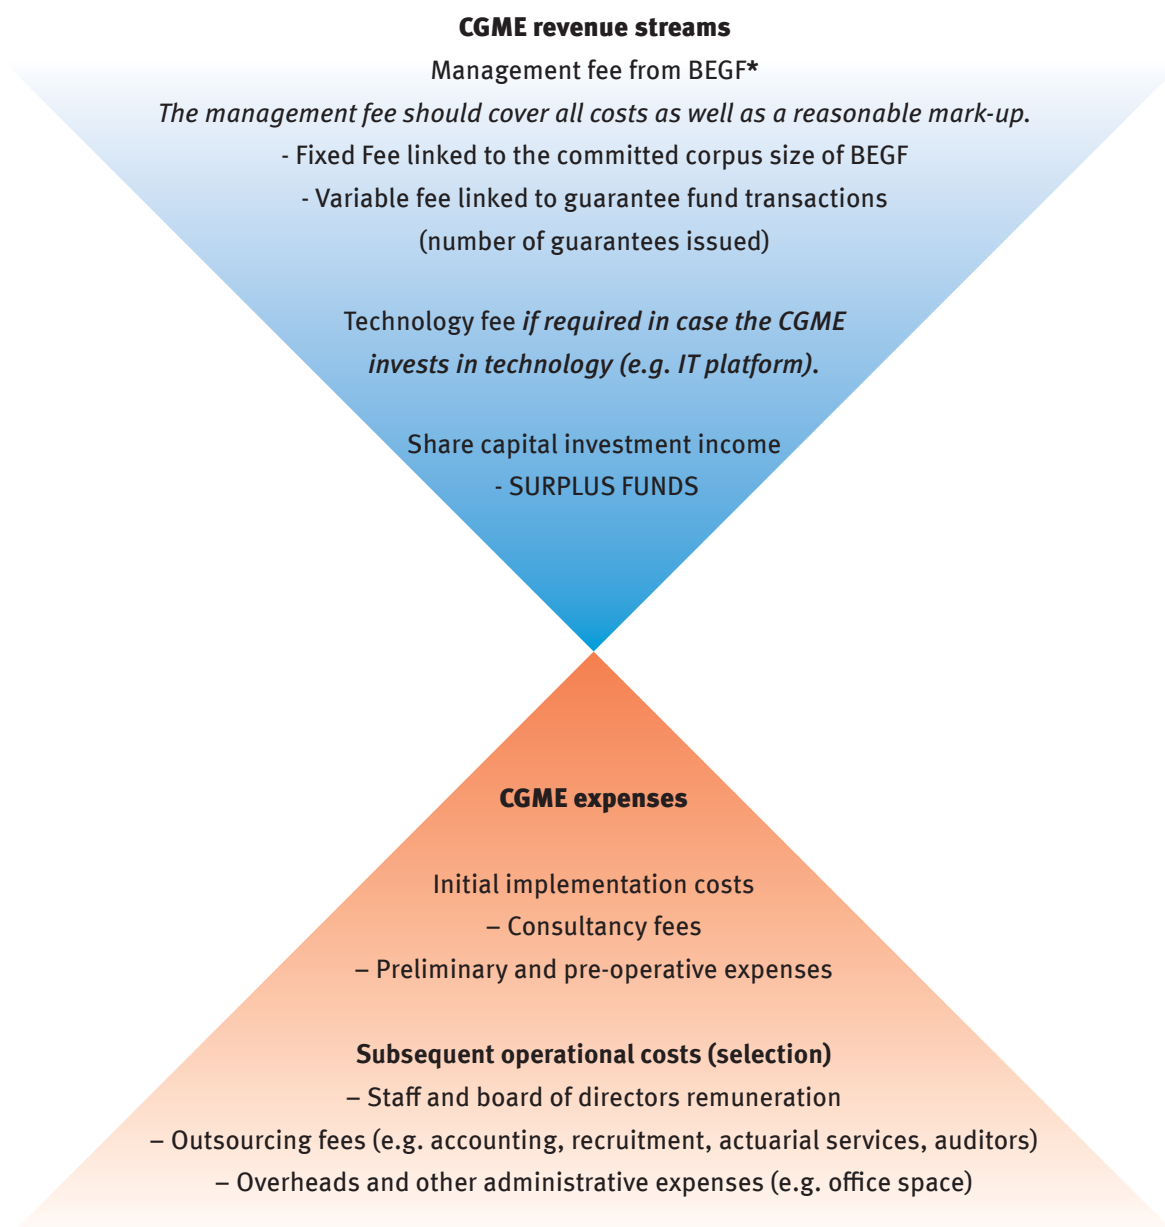 CGME revenue streams
Management fee from BEGF*
The management fee should cover all costs as well as a reasonable mark-up.
- Fixed Fee linked to the committed corpus size of BEGF
- Variable fee linked to guarantee fund transactions
(number of guarantees issued)
Technology fee if required in case the CGME
invests in technology (e.g. IT platform).
Share capital investment income
- SURPLUS FUNDS
CGME expenses
Initial implementation costs
– Consultancy fees
– Preliminary and pre-operative expenses
Subsequent operational costs (selection)
– Staff and board of directors remuneration
– Outsourcing fees (e.g. accounting, recruitment, actuarial services, auditors)
– Overheads and other administrative expenses (e.g. office space)